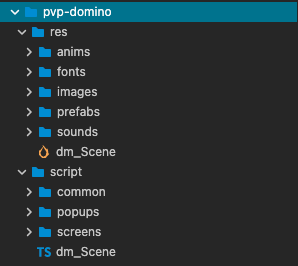 pvp-domino
res
anims
fonts
images
prefabs
sounds
dm_Scene
script
common
popups
screens
TS dm_Scene